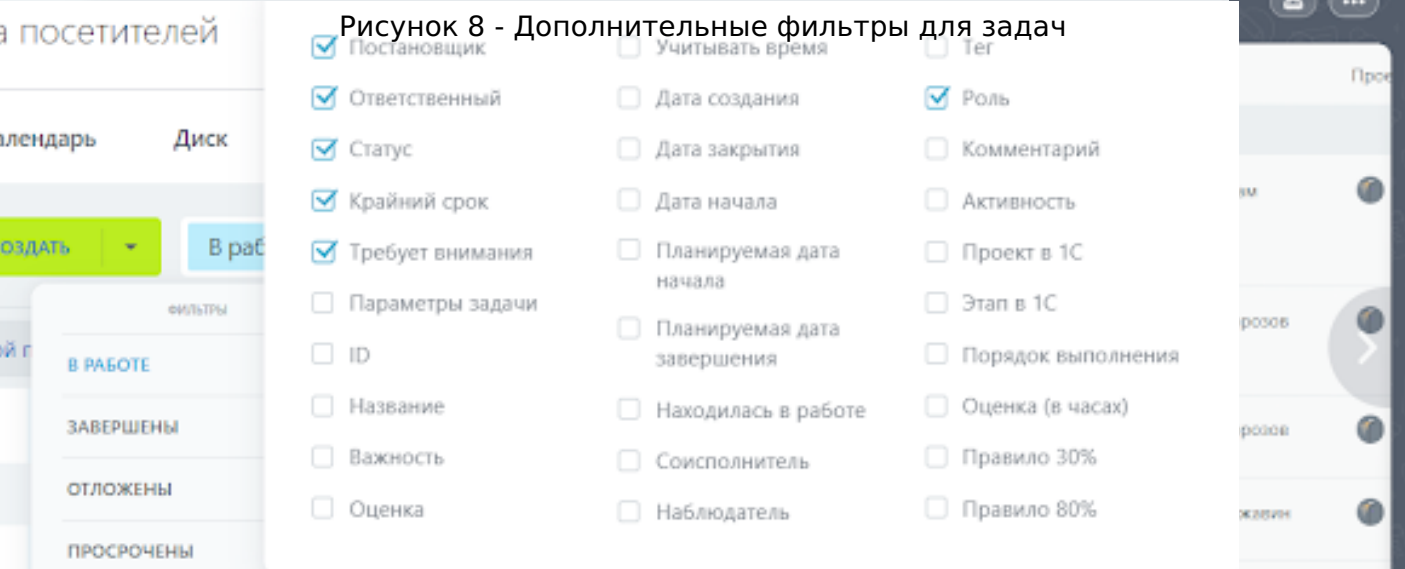 Рисунок 8 - Дополнительные фильтры для задач
посетителей
Диск
В
ФИЛЬТРЫ
В РАБОТЕ
ЗАВЕРШЕНЫ
ОТЛОЖЕНЫ
ПРОСРОЧЕНЫ
Постановщик
Ответственный
Статус
Крайний срок
Требует внимания
Параметры задачи
ID
Название
Важность
Оценка
Учитывать время
Дата создания
Дата закрытия
Дата начала
Планируемая дата
начала
Планируемая дата
завершения
Находилась в работе
Соисполнитель
Наблюдатель
Тег
Роль
Комментарий
Активность
Проект в 1С
Этап в 1С
Порядок выполнения
Оценка (в часах)
Правило 30%
Правило 80%